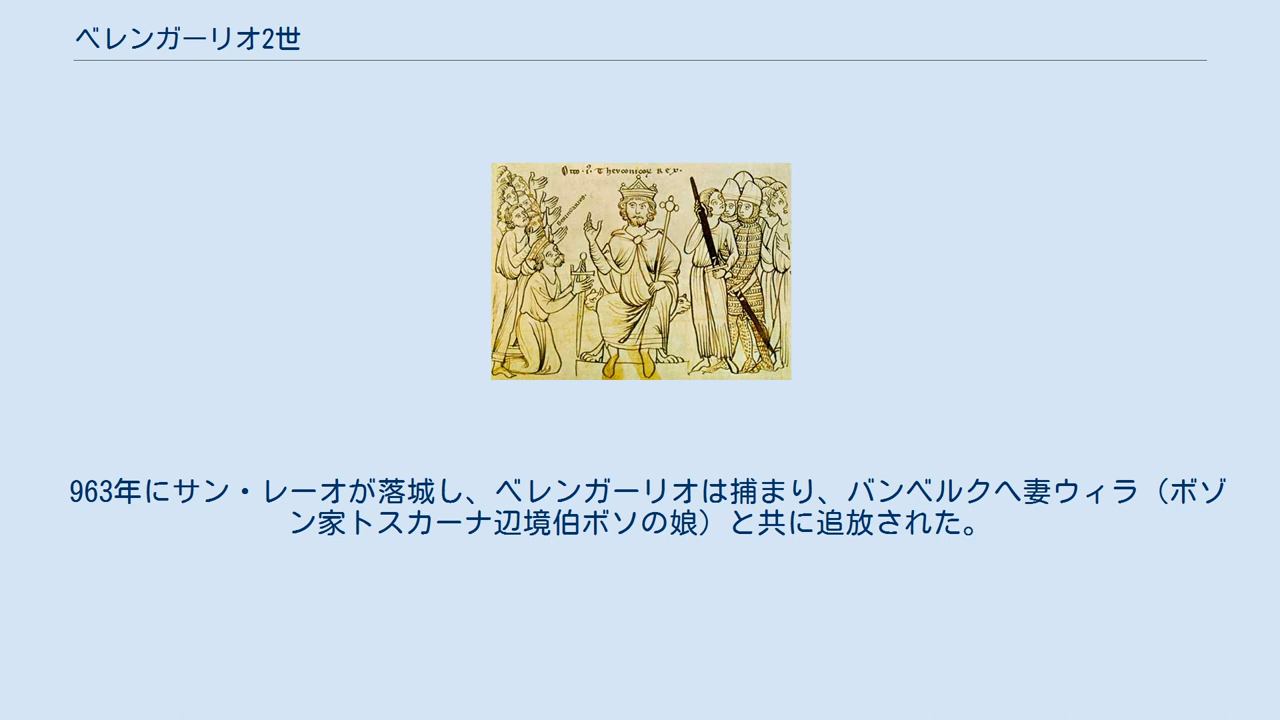 ベレンガーリオ2世
963年にサン・レーオが落城し、ベレンガーリオは捕まり、バンベルクへ妻ウィラ（ボゾ
ン家トスカーナ辺境伯ボソの娘）と共に追放された。